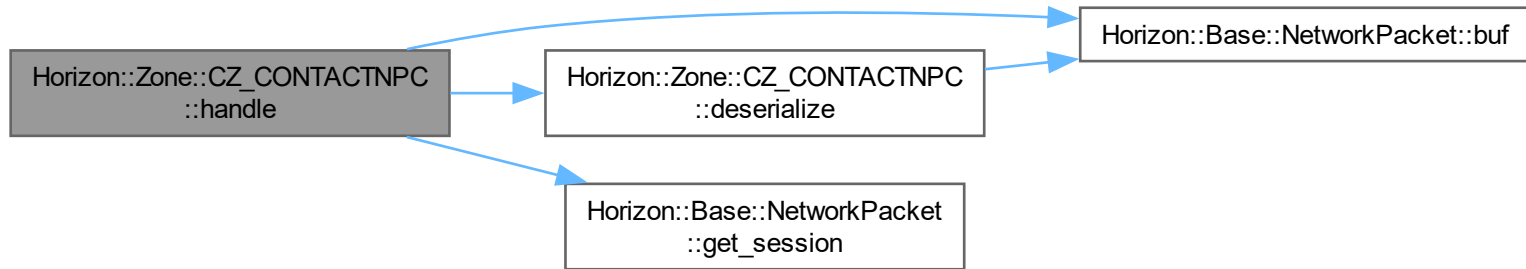 Horizon::Zone::CZ_CONTACTNPC
::handle
Horizon::Zone::CZ_CONTACTNPC
::deserialize
Horizon::Base::NetworkPacket::buf
Horizon::Base::NetworkPacket
::get_session